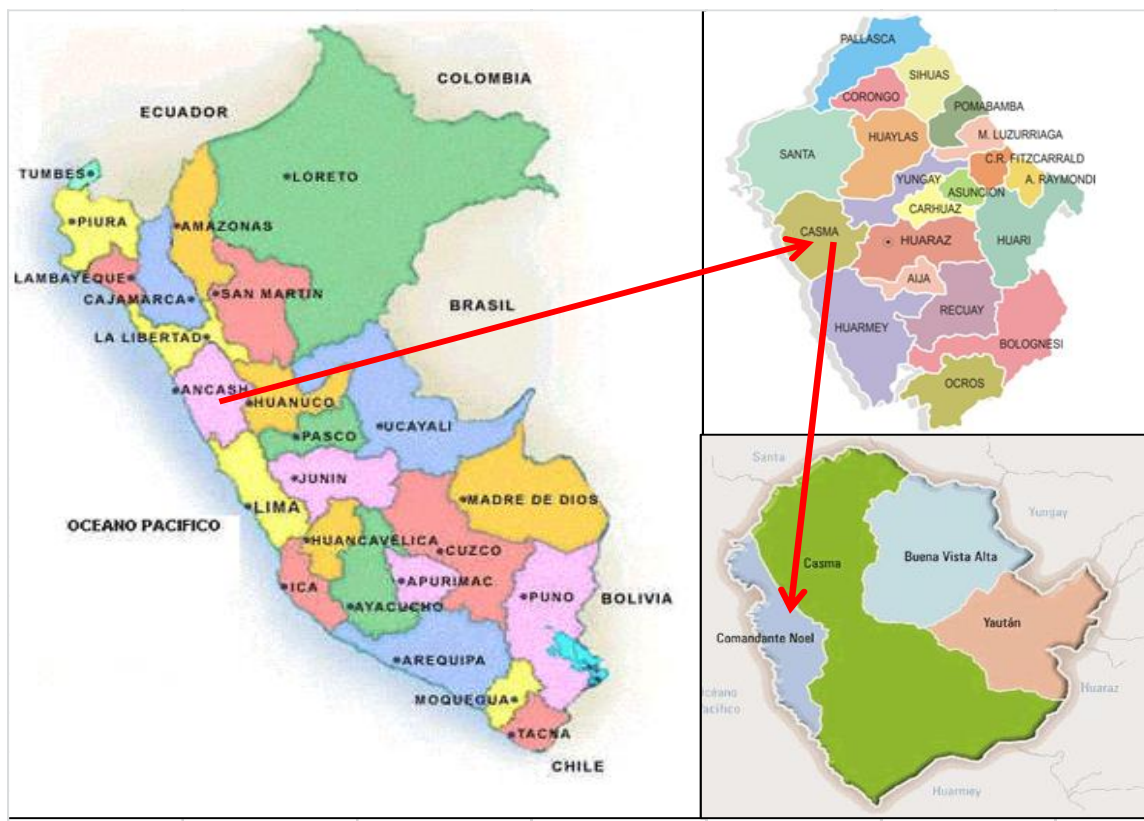 COLOMBIA
ECUADOR
TUMBES
LORETO
PIURA
AMAZONAS
LAMBAYEQUE
CAJAMARCA
SAN MARTIN
BRASIL
LA LIBERTAD
ANCASH
HUANUCO
UCAYALI
PASCO
JUNIN
MADRE DE DIOS
LIMA
OCEANO PACIFICO
HUANCAVELICA
CUZCO
ICA
APURIMAC
PUNO
BOLIVIA
AYACUCHO
AREQUIPA
MOQUEGUA
TACNA
CHILE
PALLASCA
SIHUAS
CORONGO
POMABAMBA
HUAYLAS
M. LUZURRIAGA
SANTA
C.R. FITZCARRALD
YUNGAY
A. RAYMONDI
ASUNCION
CARHUAZ
CASMA
HUARAZ
HUARI
AIJA
HUARMEY
RECUAY
BOLOGNESI
OCROS
Santa
Yungay
Casma
Buena Vista Alta
Yaután
Comandante Noel
Huaraz
Huarmey